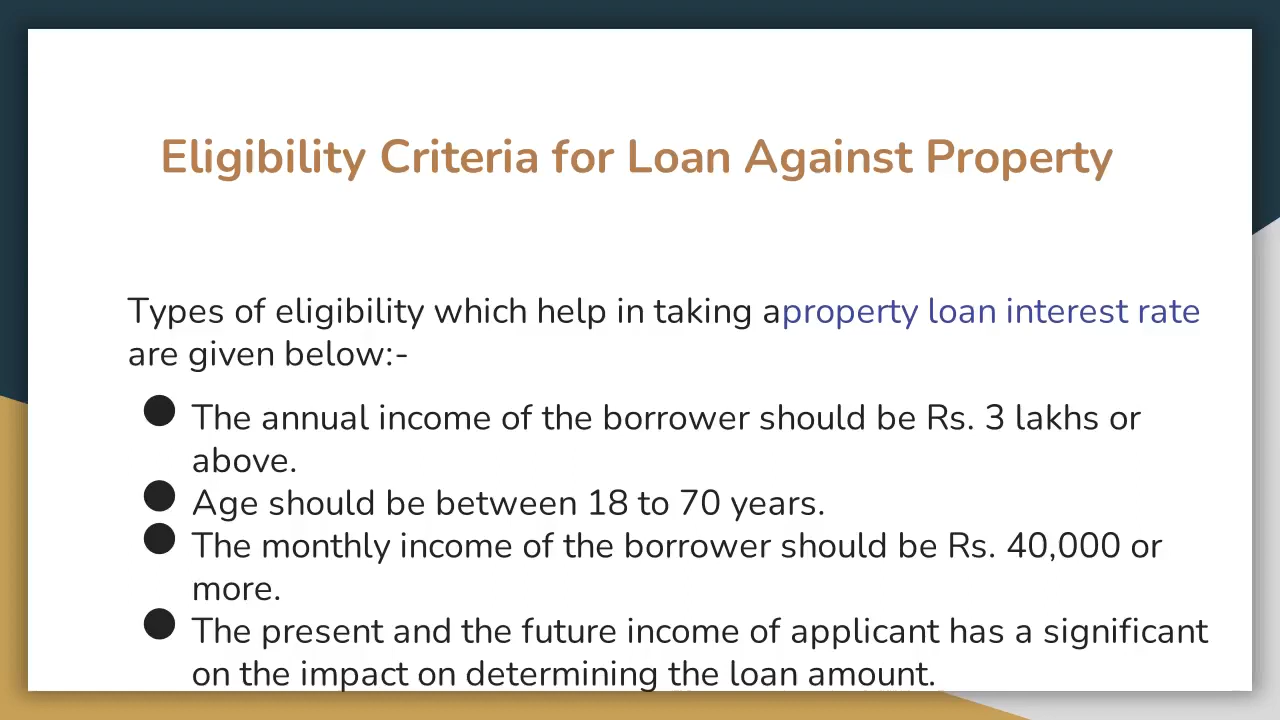 Eligibility Criteria for Loan Against Property
Types of eligibility which help in taking aproperty loan interest rate
are given below:-
● The annual income of the borrower should be Rs. 3 lakhs or
above.
● Age should be between 18 to 70 years.
● The monthly income of the borrower should be Rs. 40,000 or
more.
● The present and the future income of applicant has a significant
on the impact on determining the loan amount.